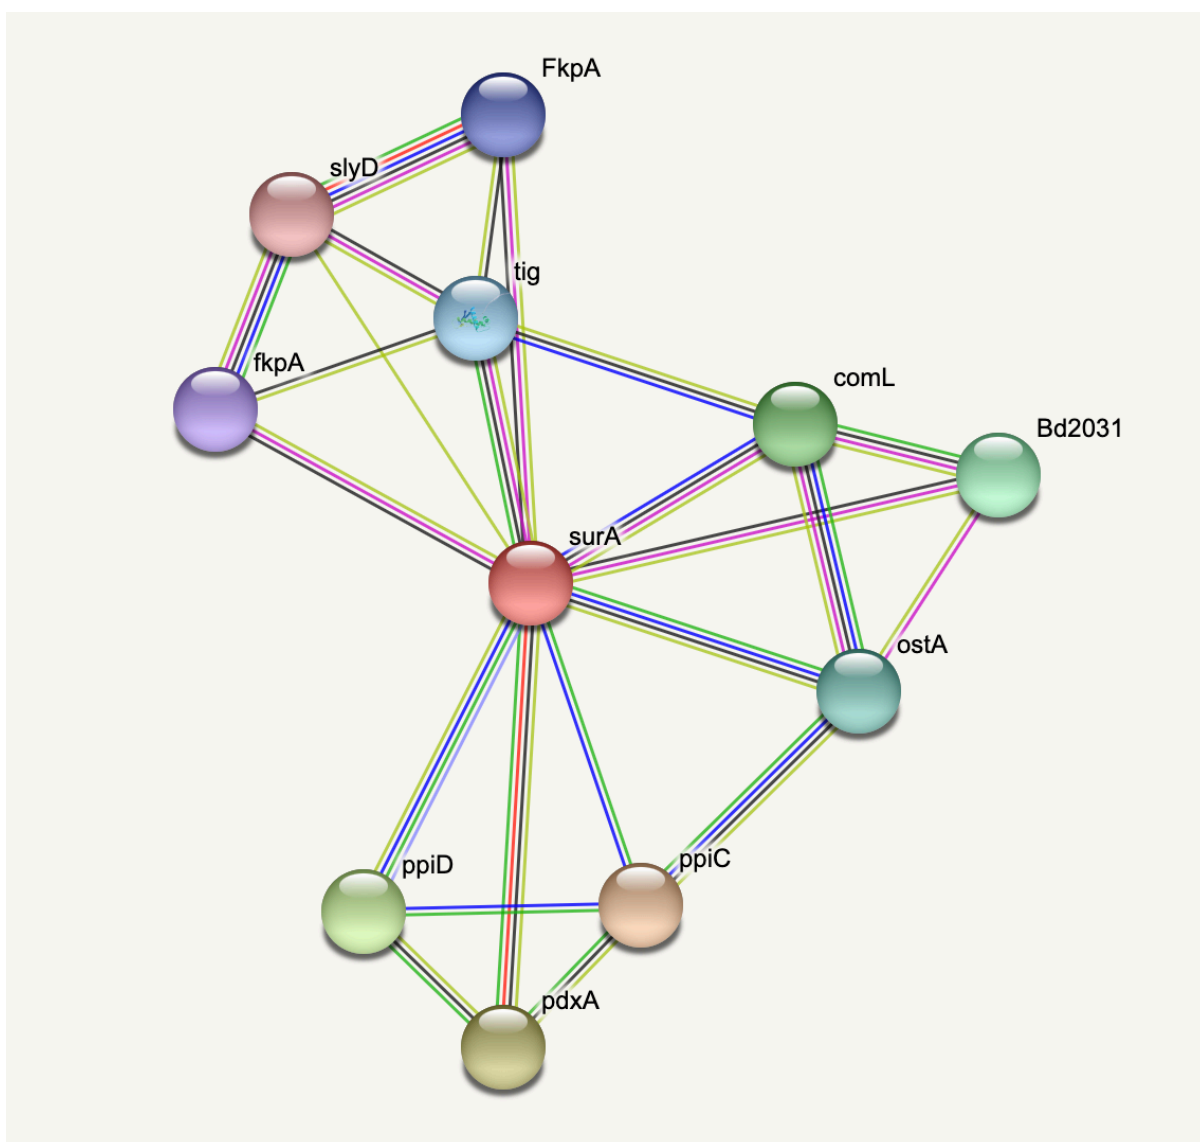 FkpA
slyD
tig
fkpA
comL
Bd2031
surA
ostA
ppiD
ppiC
pdxA